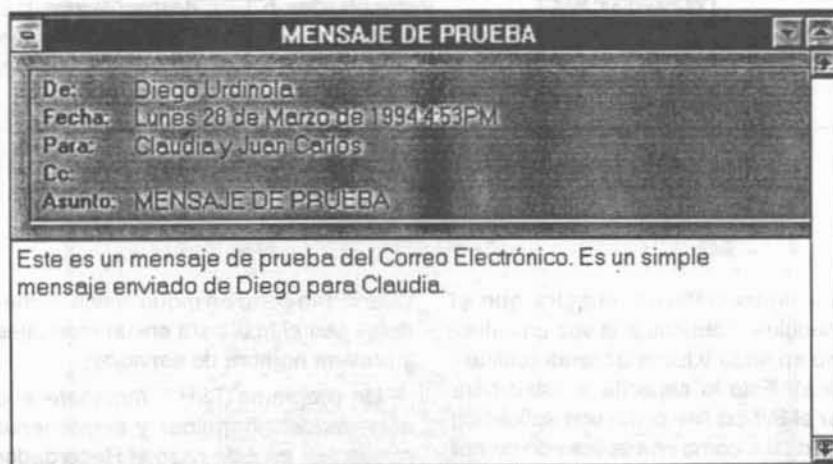 MENSAJE DE PRUEBA
De: Diego Urdinola
Fecha: Lunes 28 de Marzo de 1994 4:53PM
Para: Claudia y Juan Carlos
Cc:
Asunto: MENSAJE DE PRUEBA
Este es un mensaje de prueba del Correo Electrónico. Es un simple
mensaje enviado de Diego para Claudia.